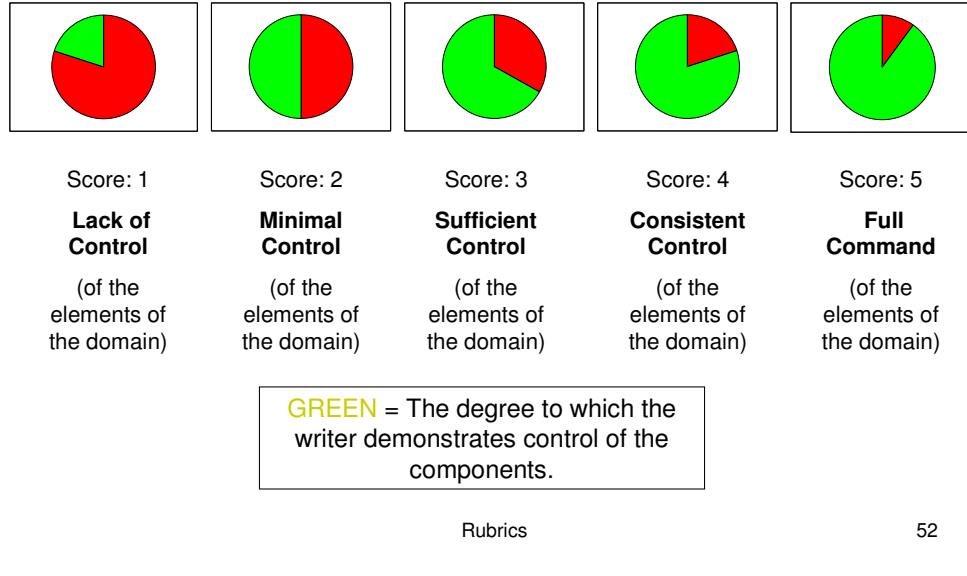 Score: 1
Lack of
Control
(of the
elements of
the domain)
Score: 2
Minimal
Control
(of the
elements of
the domain)
Score: 3
Sufficient
Control
(of the
elements of
the domain)
Score: 4
Consistent
Control
(of the
elements of
the domain)
Score: 5
Full
Command
(of the
elements of
the domain)
GREEN = The degree to which the
writer demonstrates control of the
components.
Rubrics
52